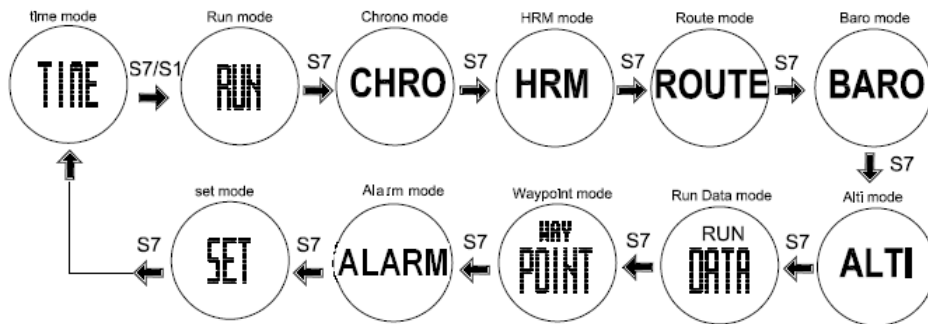 time mode
Run mode
Chrono mode
HRM mode
Route mode
Baro mode
TIME
S7/S1
RUN
S7
CHRO
S7
HRM
S7
ROUTE
S7
BARO
S7
set mode
Alarm mode
Waypoint mode
Run Data mode
Alti mode
S7
SET
S7
ALARM
S7
WAY
POINT
S7
RUN
DATA
S7
ALTI